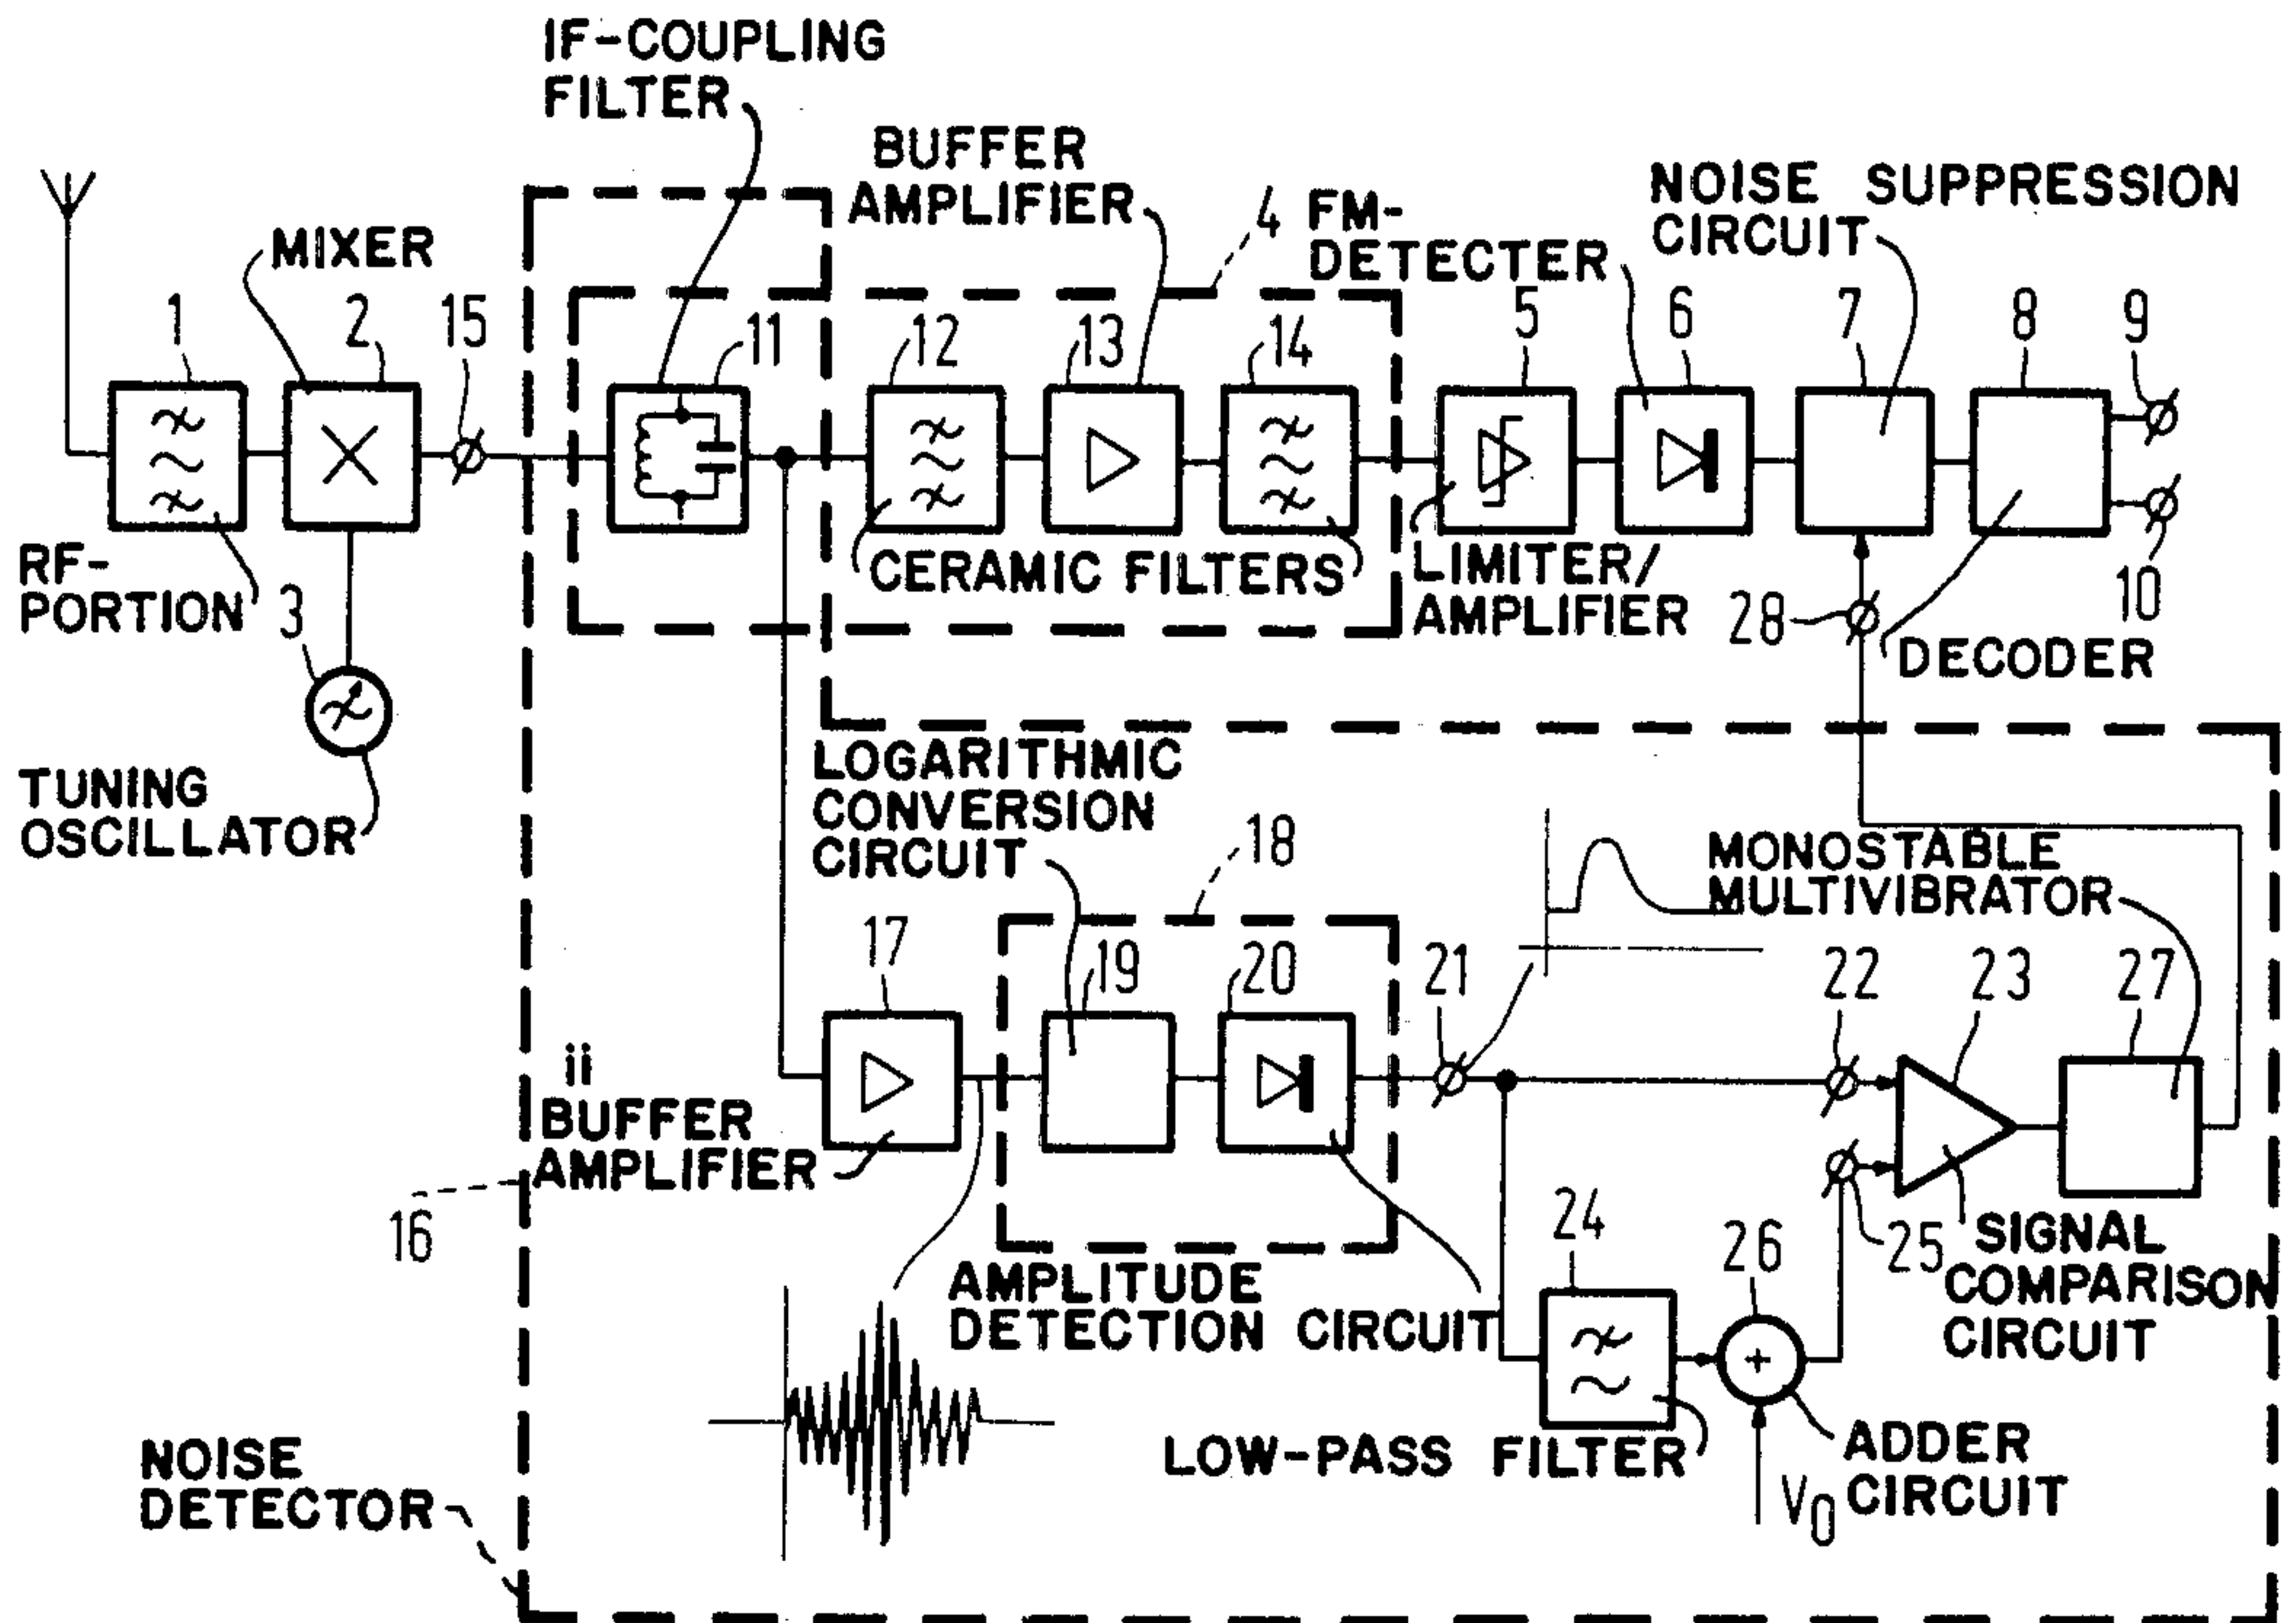 IF-COUPLING
FILTER
BUFFER
AMPLIFIER
4
FM-
DETECTER
NOISE SUPPRESSION
CIRCUIT
MIXER
1
2
15
11
12
13
14
5
6
7
8
9
10
RF-
PORTION
3
CERAMIC FILTERS
LIMITER/
AMPLIFIER
28
DECODER
TUNING
OSCILLATOR
LOGARITHMIC
CONVERSION
CIRCUIT
18
MONOSTABLE
MULTIVIBRATOR
17
19
20
21
22
23
27
ii
BUFFER
AMPLIFIER
16
24
26
25
SIGNAL
COMPARISON
CIRCUIT
AMPLITUDE
DETECTION CIRCUIT
+
LOW-PASS FILTER
ADDER
CIRCUIT
V0
NOISE
DETECTOR